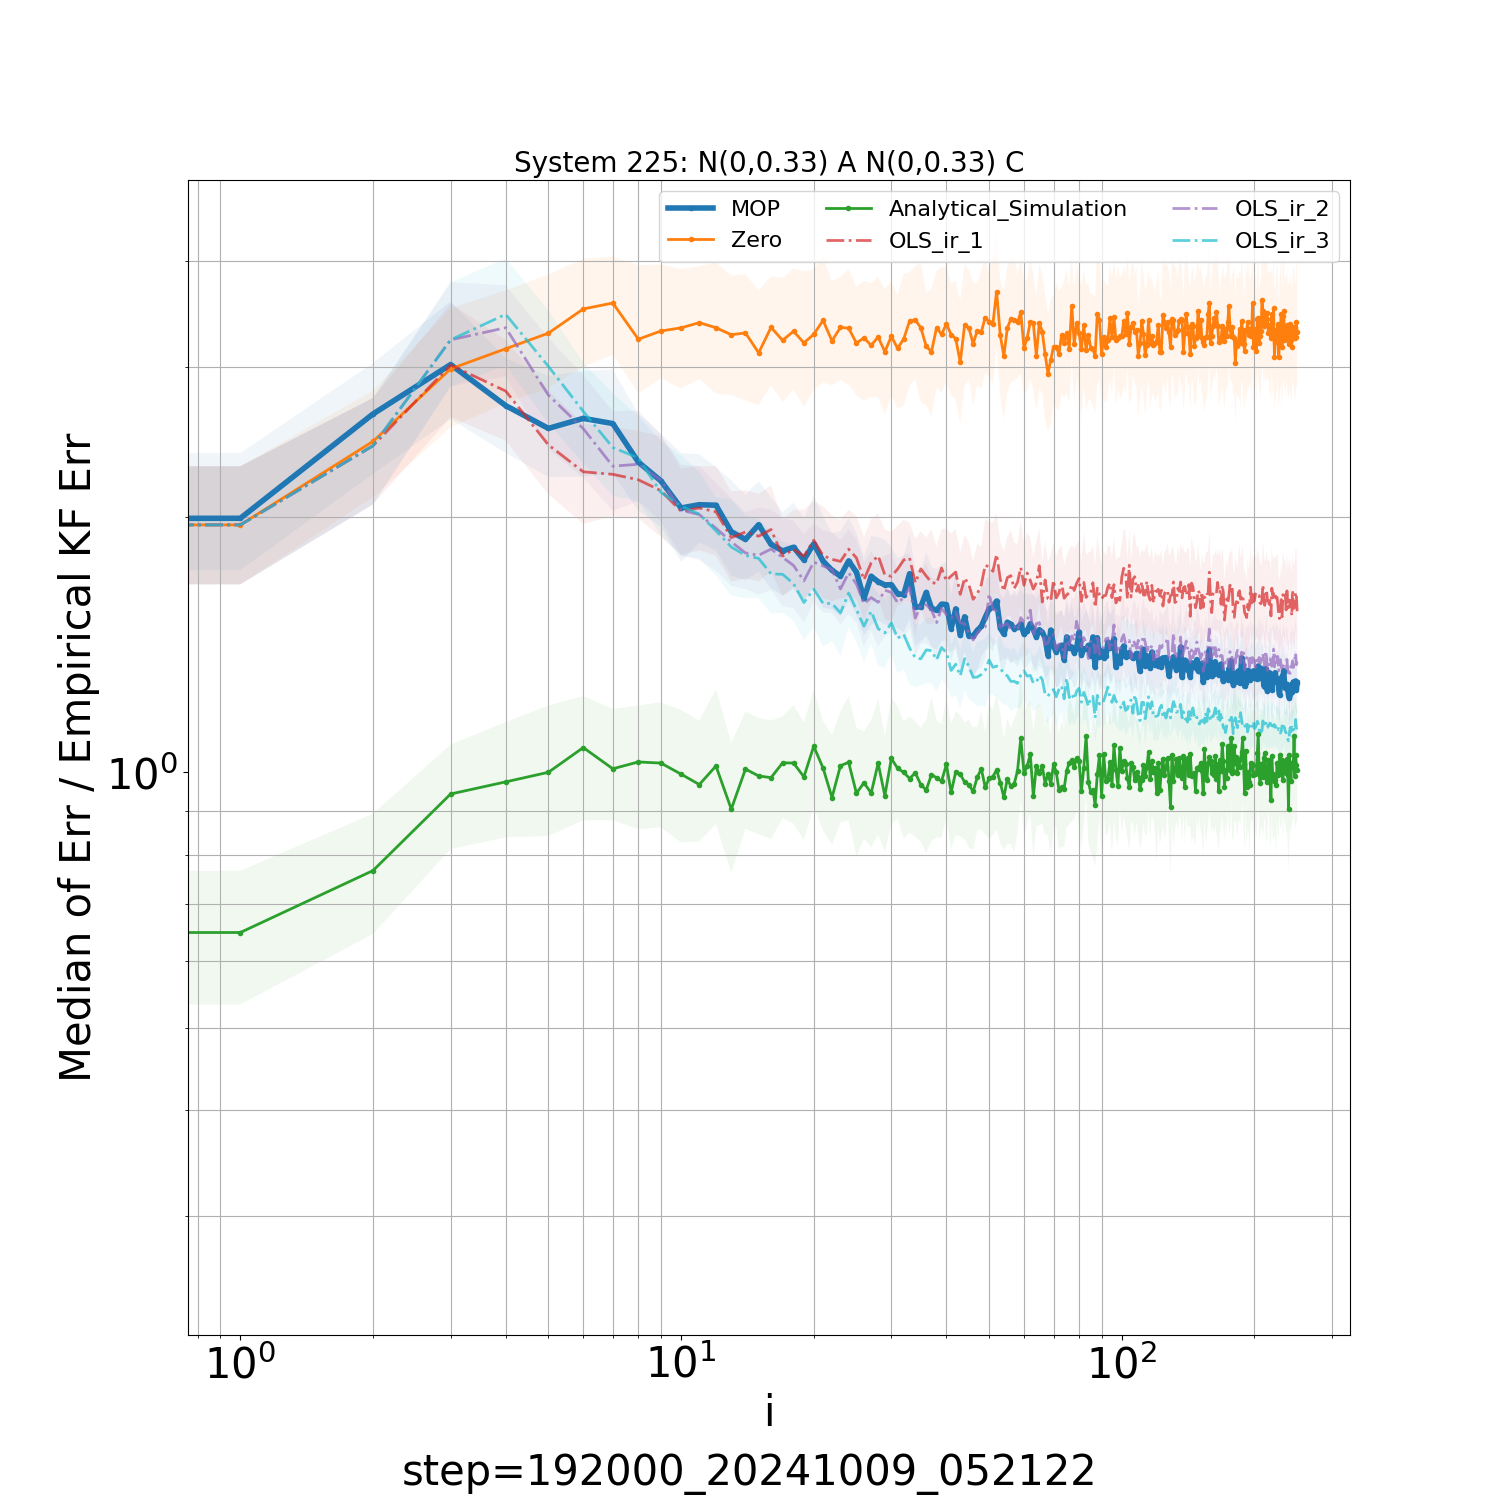 System 225: N(0,0.33) A N(0,0.33) C
MOP
Zero
Analytical_Simulation
OLS_ir_1
OLS_ir_2
OLS_ir_3
Median of Err / Empirical KF Err
10⁰
10⁰ 10¹ 10²
i
step=192000_20241009_052122